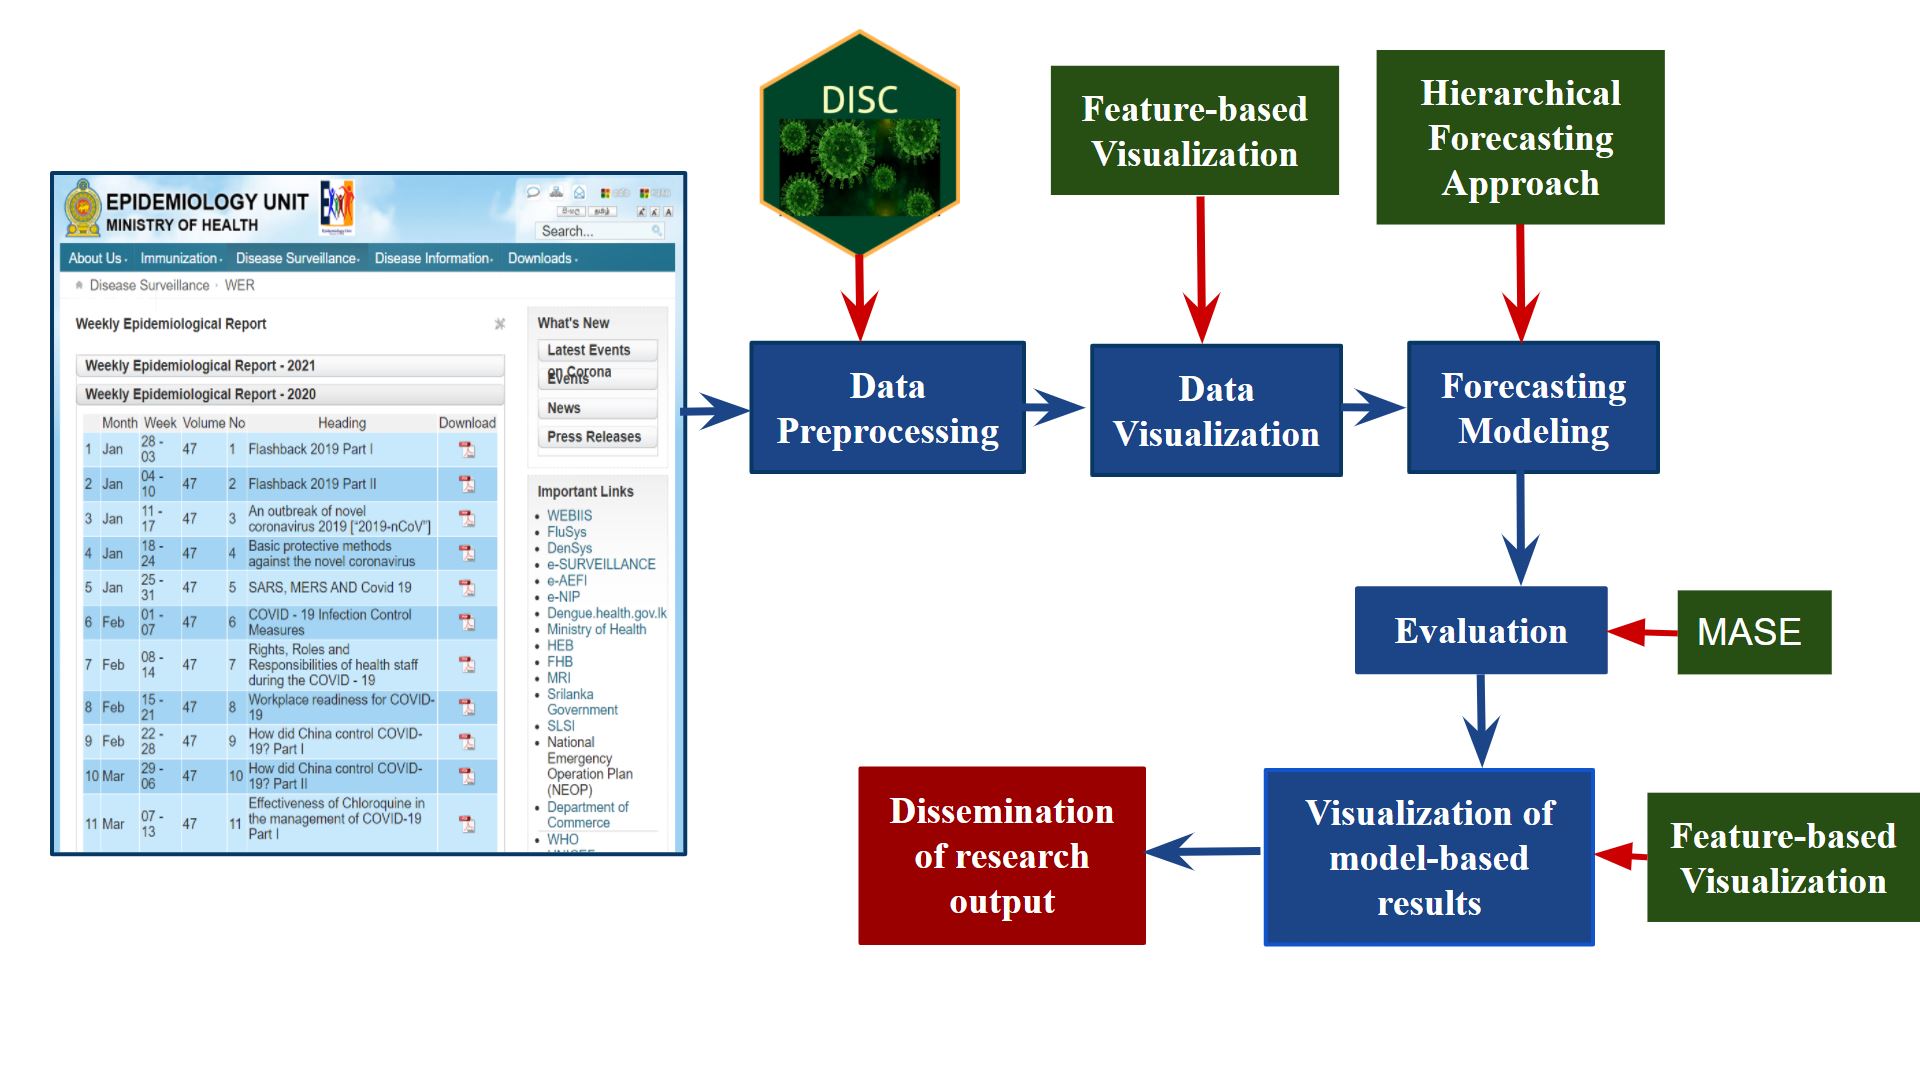 DISC
Feature-based
Visualization
Hierarchical
Forecasting
Approach
EPIDEMIOLOGY UNIT
MINISTRY OF HEALTH
Search...
About Us
Immunization
Disease Surveillance
Disease Information
Downloads
Disease Surveillance · WER
Weekly Epidemiological Report
Weekly Epidemiological Report - 2021
Weekly Epidemiological Report - 2020
Month Week Volume No Heading Download
1 Jan 28 - 03 47 1 Flashback 2019 Part I
2 Jan 04 - 10 47 2 Flashback 2019 Part II
3 Jan 11 - 17 47 3 An outbreak of novel
coronavirus 2019 ["2019-nCoV"]
4 Jan 18 - 24 47 4 Basic protective methods
against the novel coronavirus
5 Jan 25 - 31 47 5 SARS, MERS AND Covid 19
6 Feb 01 - 07 47 6 COVID - 19 Infection Control
Measures
7 Feb 08 - 14 47 7 Rights, Roles and
Responsibilities of health staff
during the COVID - 19
8 Feb 15 - 21 47 8 Workplace readiness for COVID-
19
9 Feb 22 - 28 47 9 How did China control COVID-
19? Part I
10 Mar 29 - 06 47 10 How did China control COVID-
19? Part II
11 Mar 07 - 13 47 11 Effectiveness of Chloroquine in
the management of COVID-19
Part I
What's New
Latest Events
on Corona
Events
News
Press Releases
Important Links
WEBIIS
FluSys
DenSys
e-SURVEILLANCE
e-AEFI
e-NIP
Dengue.health.gov.lk
Ministry of Health
HEB
FHB
MRI
Srilanka
Government
SLSI
National
Emergency
Operation Plan
(NEOP)
Department of
Commerce
WHO
Data
Preprocessing
Data
Visualization
Forecasting
Modeling
Evaluation
MASE
Visualization of
model-based
results
Feature-based
Visualization
Dissemination
of research
output